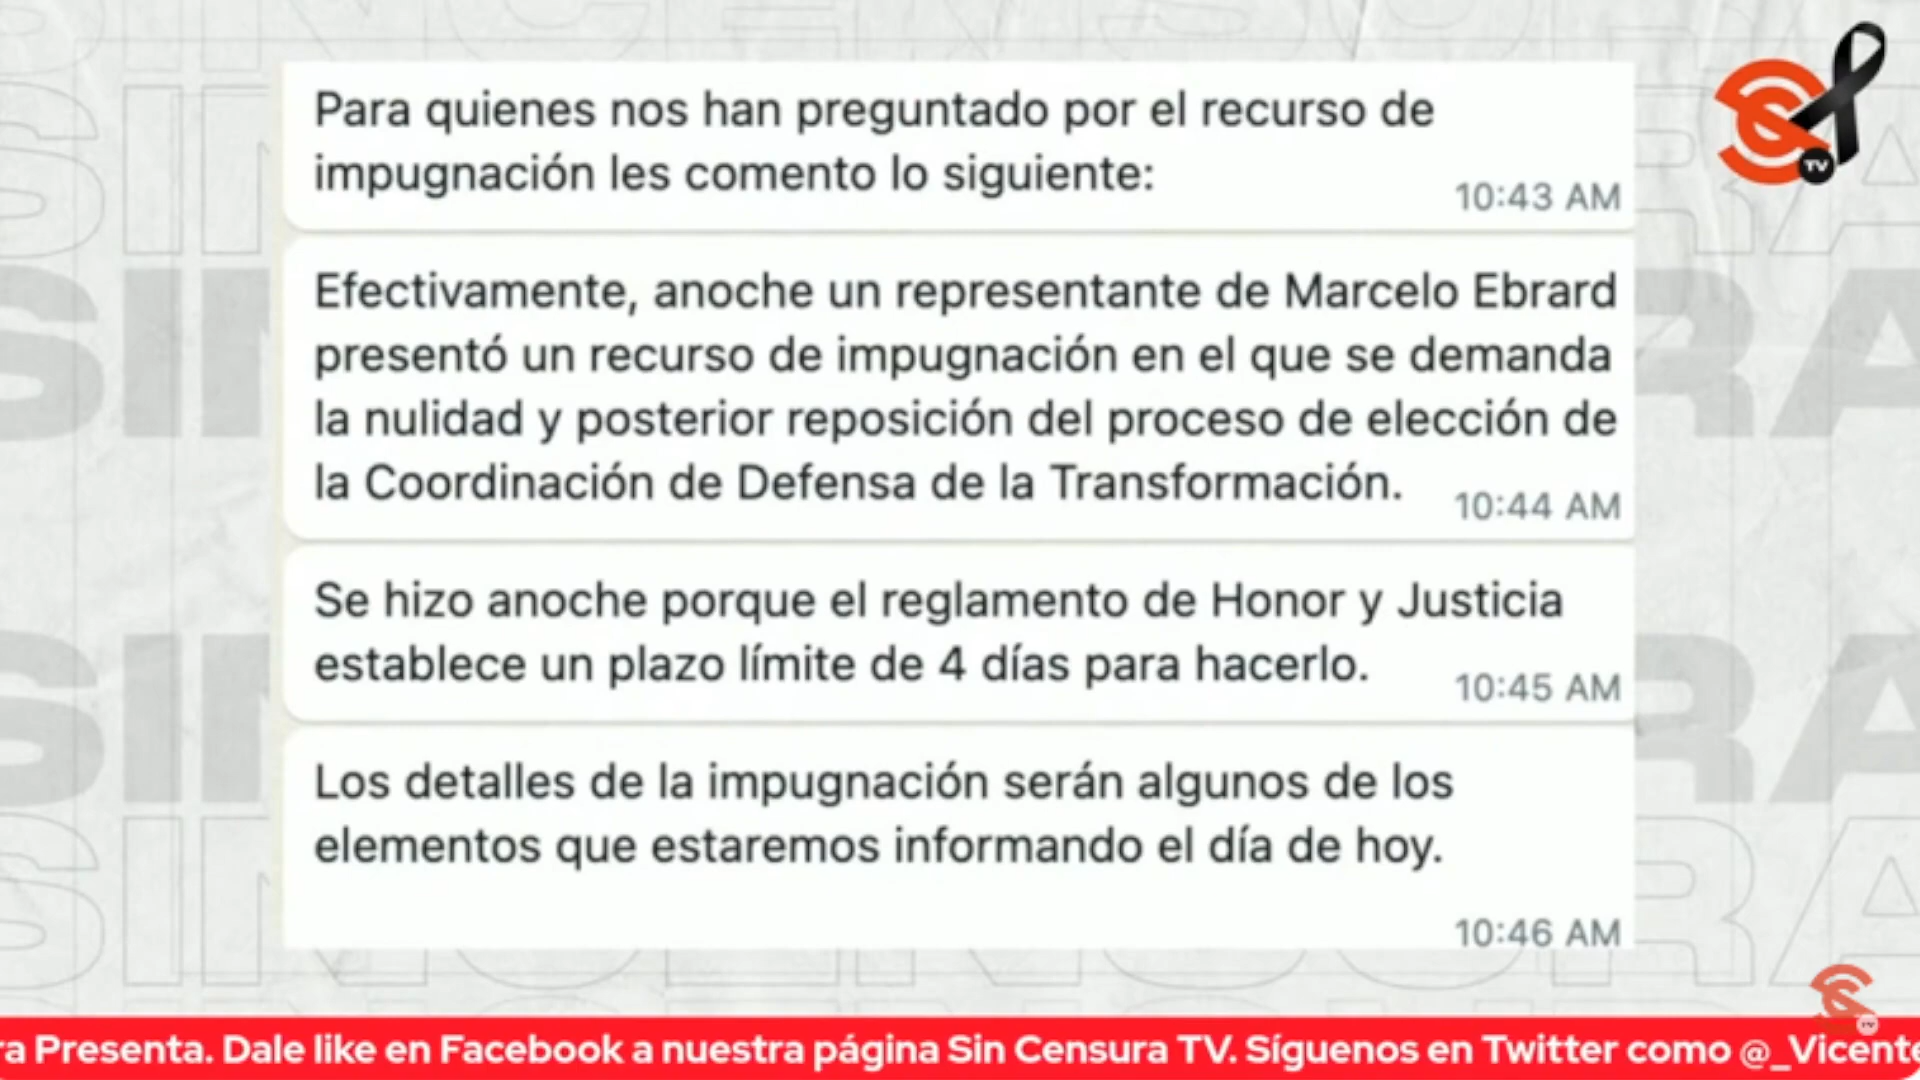 Para quienes nos han preguntado por el recurso de
impugnación les comento lo siguiente:
10:43 AM
Efectivamente, anoche un representante de Marcelo Ebrard
presentó un recurso de impugnación en el que se demanda
la nulidad y posterior reposición del proceso de elección de
la Coordinación de Defensa de la Transformación.
10:44 AM
Se hizo anoche porque el reglamento de Honor y Justicia
establece un plazo límite de 4 días para hacerlo.
10:45 AM
Los detalles de la impugnación serán algunos de los
elementos que estaremos informando el día de hoy.
10:46 AM
TV
TV
ra Presenta. Dale like en Facebook a nuestra página Sin Censura TV. Síguenos en Twitter como @_Vicente